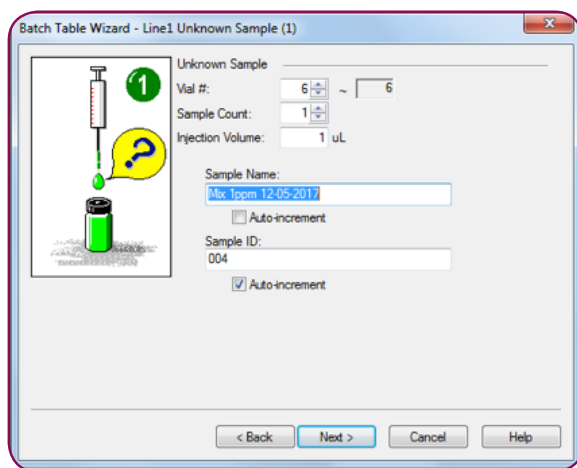 Batch Table Wizard - Line1 Unknown Sample (1)
1
?
Unknown Sample
Vial #: 6 ~ 6
Sample Count: 1
Injection Volume: 1 uL
Sample Name:
Mix 1ppm 12-05-2017
Auto-increment
Sample ID:
004
Auto-increment
< Back Next > Cancel Help